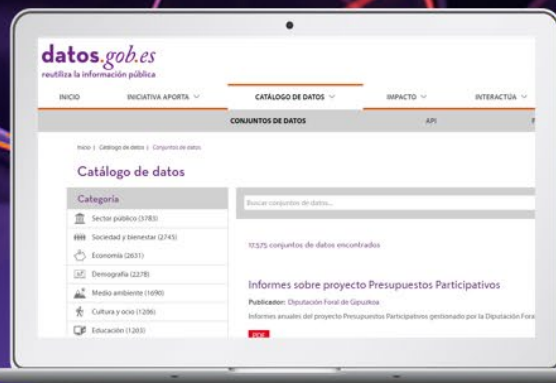 datos.gob.es
reutiliza la información pública
INICIO INICIATIVA APORTA CATÁLOGO DE DATOS IMPACTO INTERACTÚA
CONJUNTOS DE DATOS API
Inicio | Catálogo de datos | Conjuntos de datos
Catálogo de datos
Categoría
Sector público (3783)
Sociedad y bienestar (2745)
Economía (2631)
Demografía (2278)
Medio ambiente (1690)
Cultura y ocio (1206)
Educación (1203)
Buscar conjuntos de datos...
17.575 conjuntos de datos encontrados
Informes sobre proyecto Presupuestos Participativos
Publicador: Diputación Foral de Gipuzkoa
Informes anuales del proyecto Presupuestos Participativos gestionado por la Diputación Fora
PDF